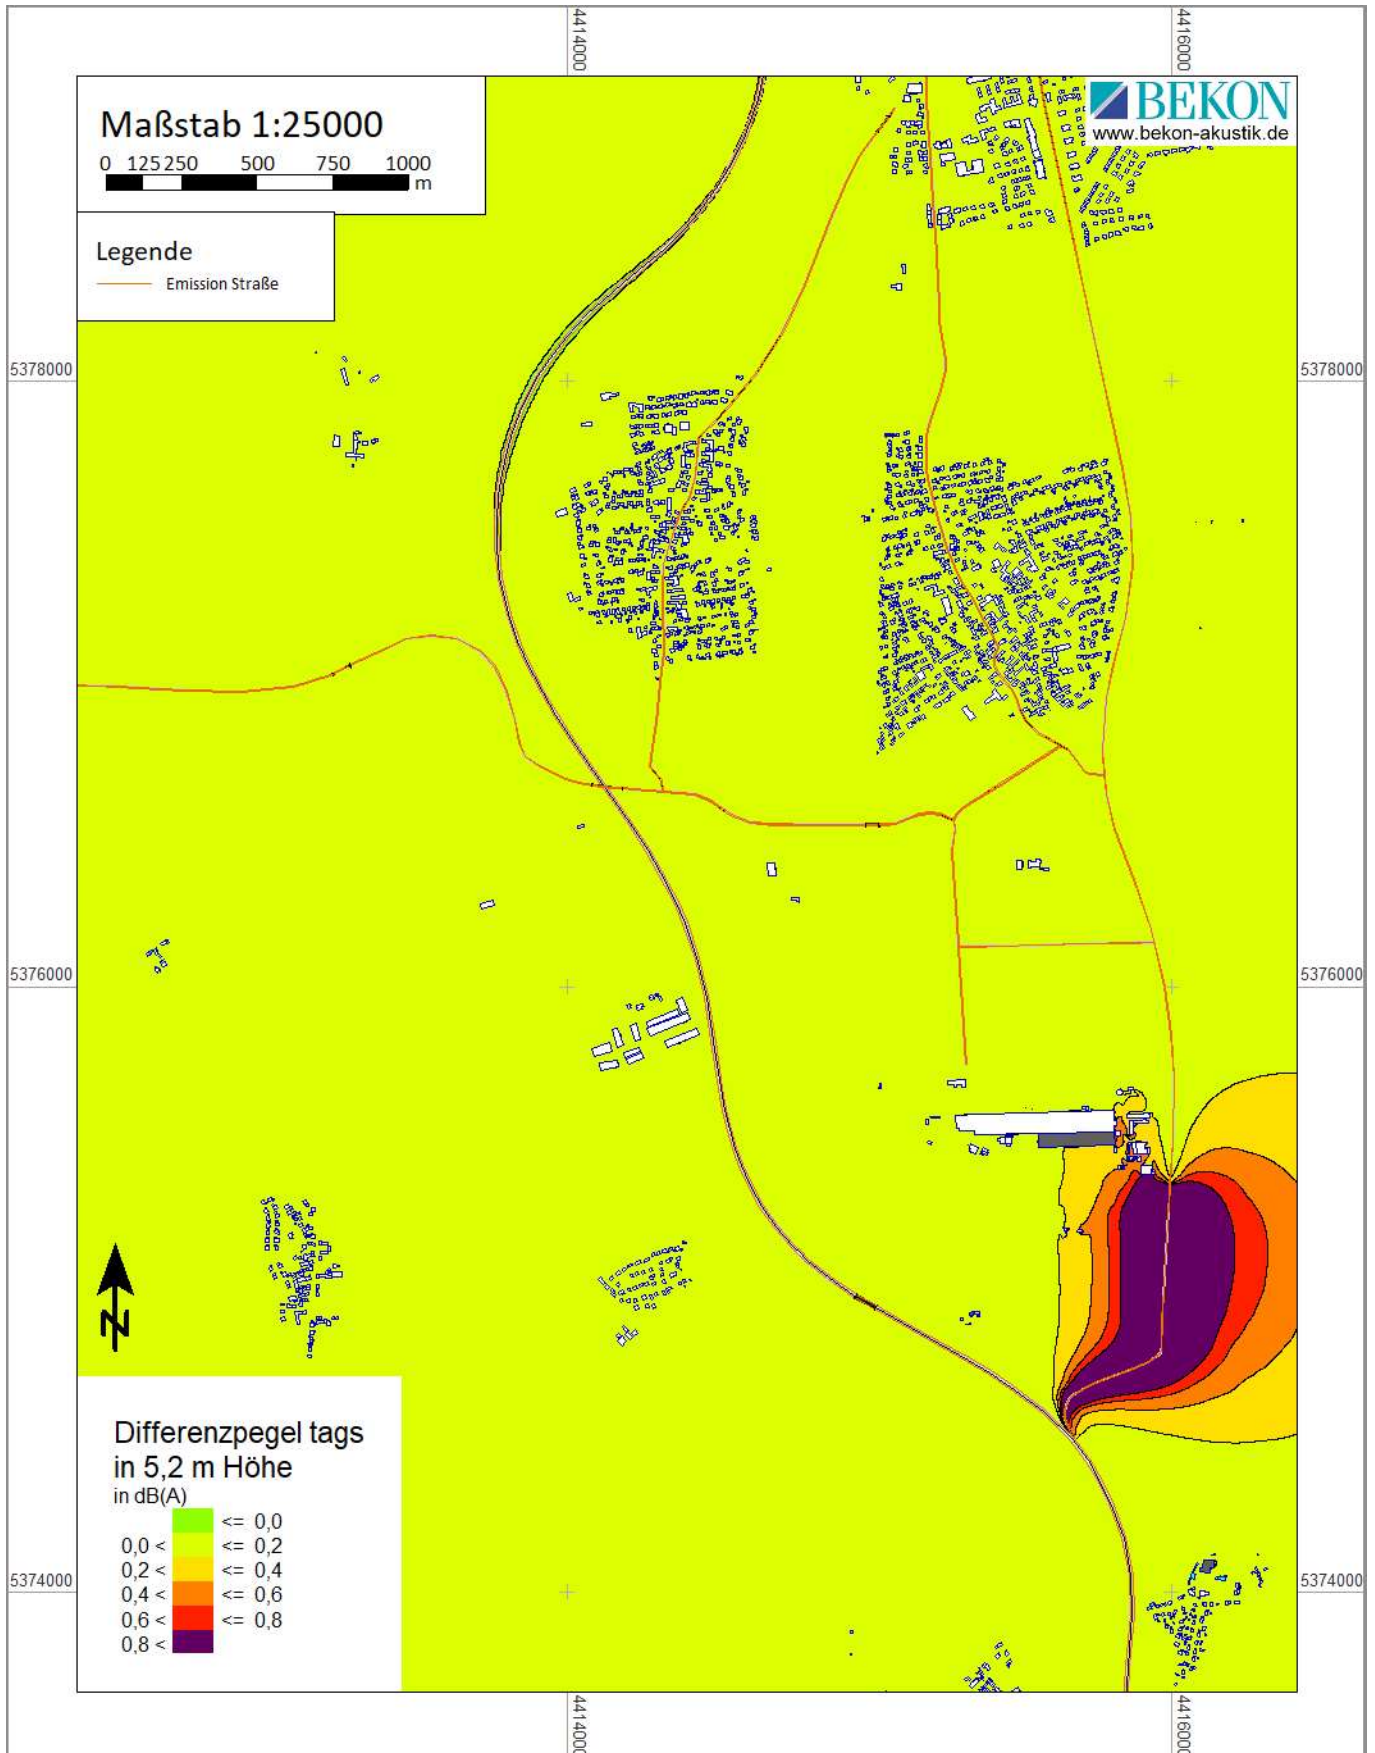 4414000
4416000
Maßstab 1:25000
0 125 250 500 750 1000
m
BEKON
www.bekon-akustik.de
Legende
Emission Straße
5378000
5378000
5376000
5376000
N
Differenzpegel tags
in 5,2 m Höhe
in dB(A)
<= 0,0
0,0 < <= 0,2
0,2 < <= 0,4
0,4 < <= 0,6
0,6 < <= 0,8
0,8 <
5374000
5374000
4414000
4416000